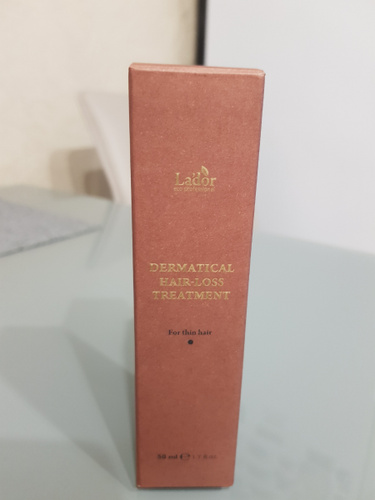 Lador
DERMATICAL
HAIR-LOSS
TREATMENT
For thin hair
50 ml ℮